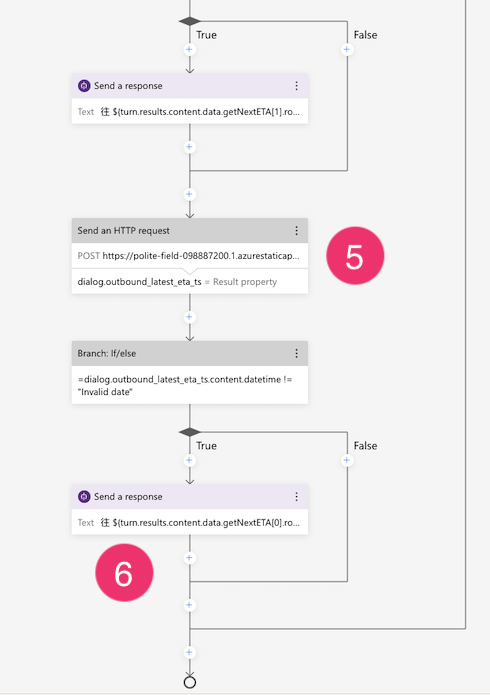 True
False
Send a response
Text 往 ${turn.results.content.data.getNextETA[1].ro...
Send an HTTP request
POST https://polite-field-098887200.1.azurestaticap...
dialog.outbound_latest_eta_ts = Result property
5
Branch: If/else
=dialog.outbound_latest_eta_ts.content.datetime !=
"Invalid date"
True
False
Send a response
Text 往 ${turn.results.content.data.getNextETA[0].ro...
6